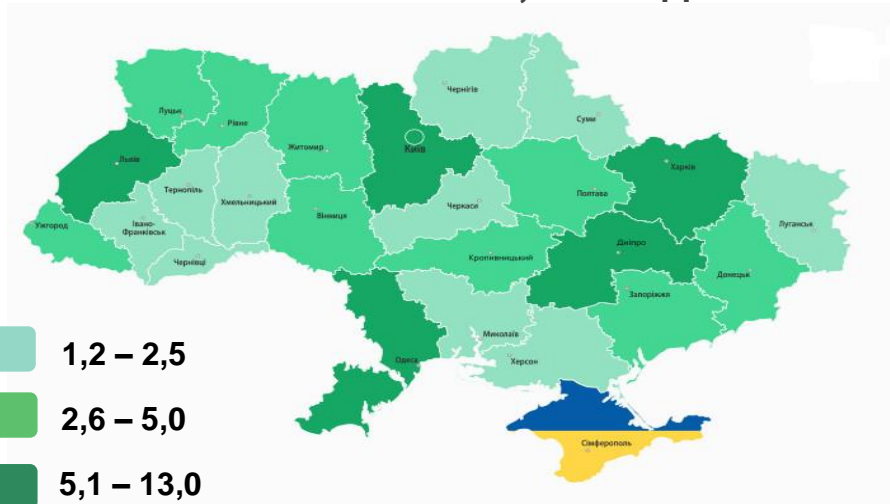 Чернігів
Суми
Луцьк
Рівне
Київ
Житомир
Львів
Харків
Тернопіль
Хмельницький
Полтава
Черкаси
Вінниця
Ужгород
Івано-
Франківськ
Луганськ
Дніпро
Кропивницький
Чернівці
Донецьк
Запоріжжя
Миколаїв
Одеса
Херсон
Сімферополь
1,2 – 2,5
2,6 – 5,0
5,1 – 13,0